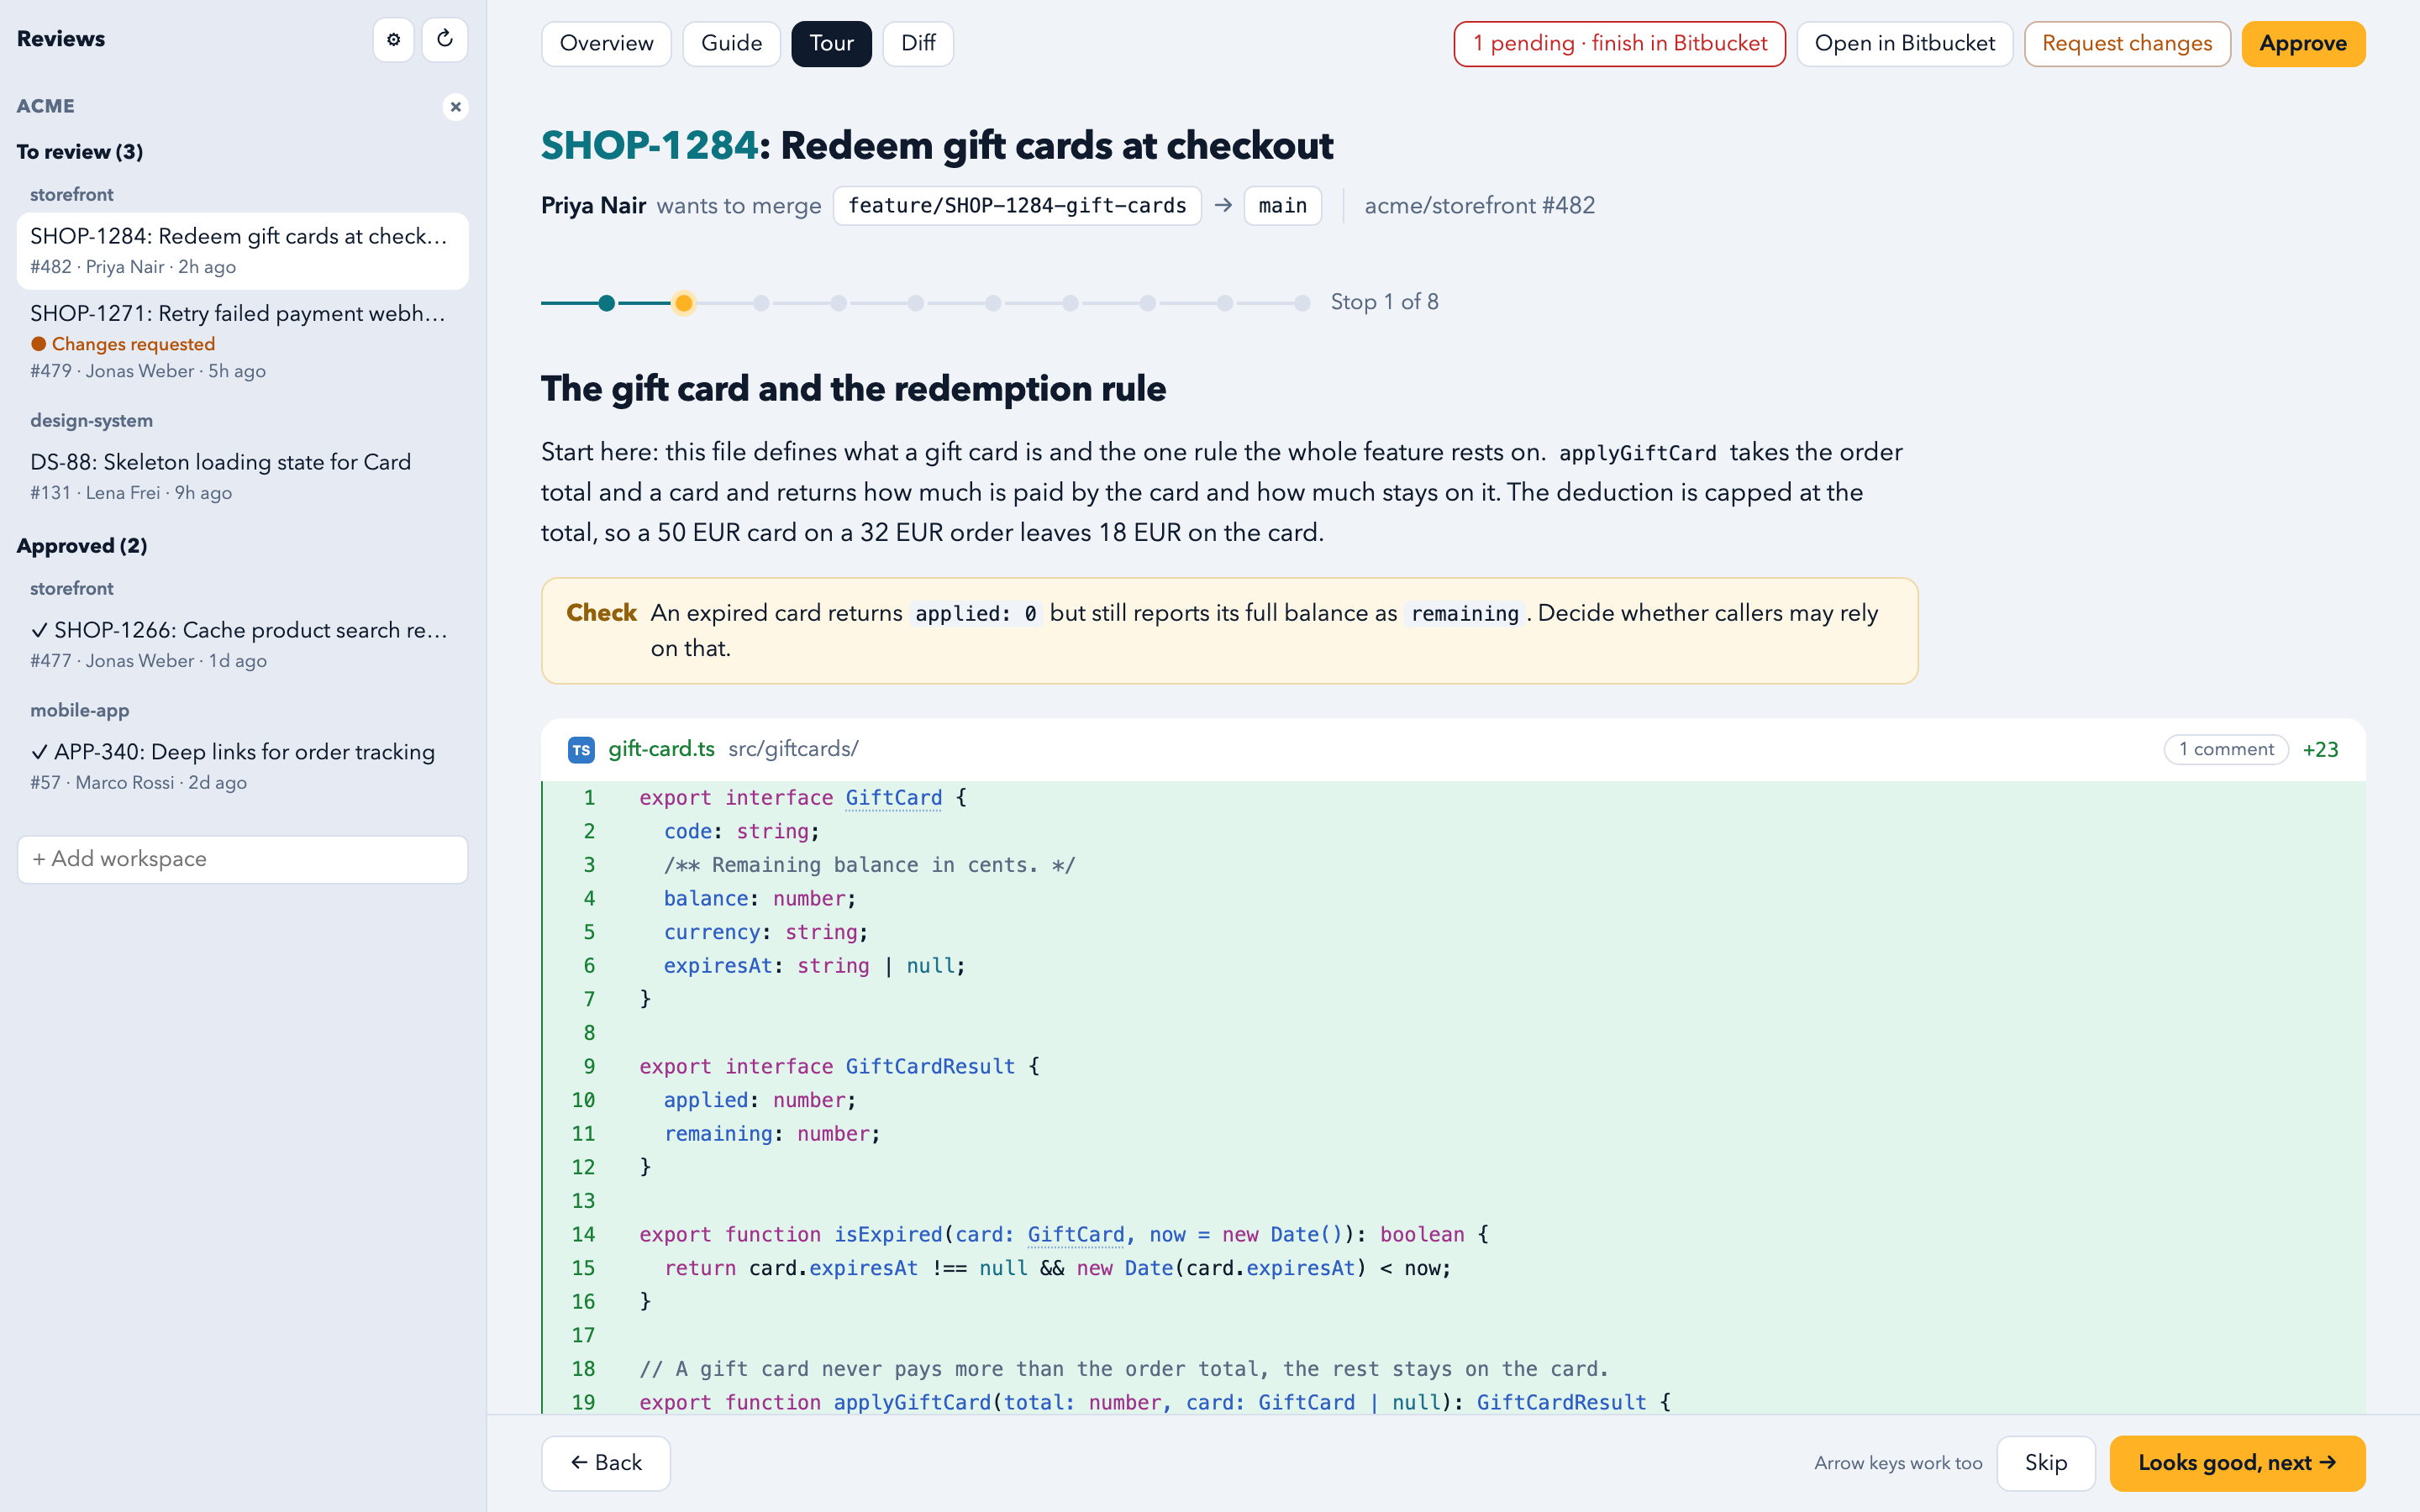 Reviews
ACME
To review (3)
storefront
SHOP-1284: Redeem gift cards at check…
#482 · Priya Nair · 2h ago
SHOP-1271: Retry failed payment webh…
Changes requested
#479 · Jonas Weber · 5h ago
design-system
DS-88: Skeleton loading state for Card
#131 · Lena Frei · 9h ago
Approved (2)
storefront
✓ SHOP-1266: Cache product search re…
#477 · Jonas Weber · 1d ago
mobile-app
✓ APP-340: Deep links for order tracking
#57 · Marco Rossi · 2d ago
+ Add workspace
Overview Guide Tour Diff
1 pending · finish in Bitbucket Open in Bitbucket Request changes Approve
SHOP-1284: Redeem gift cards at checkout
Priya Nair wants to merge feature/SHOP-1284-gift-cards → main acme/storefront #482
Stop 1 of 8
The gift card and the redemption rule
Start here: this file defines what a gift card is and the one rule the whole feature rests on. applyGiftCard takes the order
total and a card and returns how much is paid by the card and how much stays on it. The deduction is capped at the
total, so a 50 EUR card on a 32 EUR order leaves 18 EUR on the card.
Check An expired card returns applied: 0 but still reports its full balance as remaining. Decide whether callers may rely
on that.
TS gift-card.ts src/giftcards/ 1 comment +23
1 export interface GiftCard {
2 code: string;
3 /** Remaining balance in cents. */
4 balance: number;
5 currency: string;
6 expiresAt: string | null;
7 }
8
9 export interface GiftCardResult {
10 applied: number;
11 remaining: number;
12 }
13
14 export function isExpired(card: GiftCard, now = new Date()): boolean {
15 return card.expiresAt !== null && new Date(card.expiresAt) < now;
16 }
17
18 // A gift card never pays more than the order total, the rest stays on the card.
19 export function applyGiftCard(total: number, card: GiftCard | null): GiftCardResult {
← Back
Arrow keys work too Skip Looks good, next →